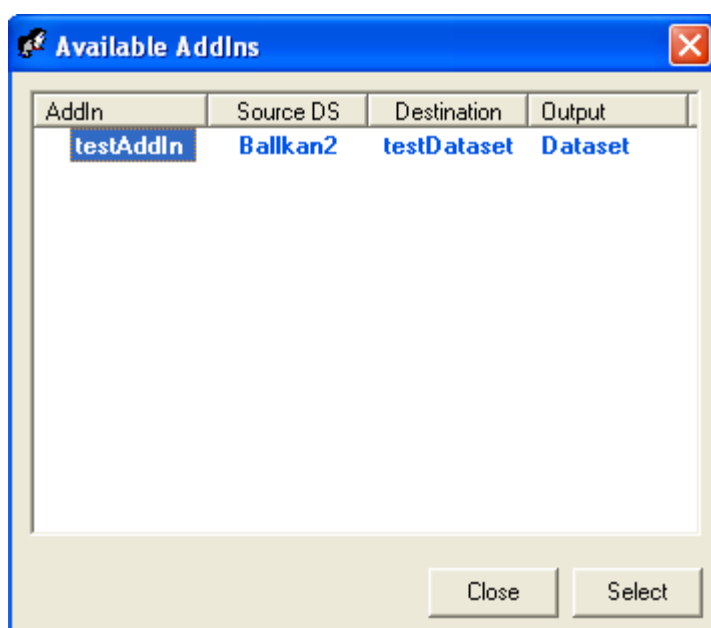 Available AddIns
AddIn Source DS Destination Output
testAddIn Ballkan2 testDataset Dataset
Close Select